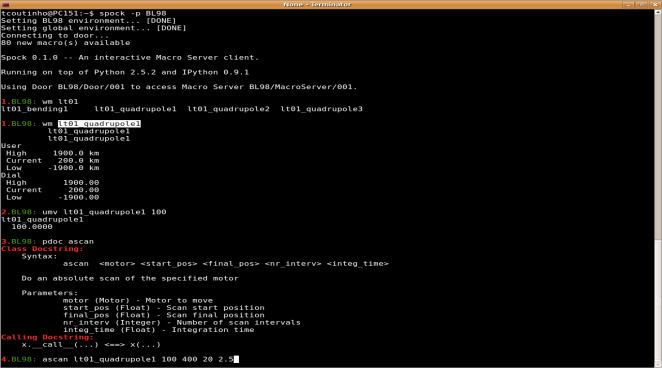 None - Terminator
tcoutinho@PC151:~$ spock -p BL98
Setting BL98 environment... [DONE]
Setting global environment... [DONE]
Connecting to door...
80 new macro(s) available
Spock 0.1.0 -- An interactive Macro Server client.
Running on top of Python 2.5.2 and IPython 0.9.1
Using Door BL98/Door/001 to access Macro Server BL98/MacroServer/001.
1.BL98: wm lt01
lt01_bending1 lt01_quadrupole1 lt01_quadrupole2 lt01_quadrupole3
1.BL98: wm lt01_quadrupole1
lt01_quadrupole1
lt01_quadrupole1
User
High 1900.0 km
Current 200.0 km
Low -1900.0 km
Dial
High 1900.00
Current 200.00
Low -1900.00
2.BL98: umv lt01_quadrupole1 100
lt01_quadrupole1
100.0000
3.BL98: pdoc ascan
Class Docstring:
Syntax:
ascan <motor> <start_pos> <final_pos> <nr_interv> <integ_time>
Do an absolute scan of the specified motor
Parameters:
motor (Motor) - Motor to move
start_pos (Float) - Scan start position
final_pos (Float) - Scan final position
nr_interv (Integer) - Number of scan intervals
integ_time (Float) - Integration time
Calling Docstring:
x.__call__(...) <==> x(...)
4.BL98: ascan lt01_quadrupole1 100 400 20 2.5